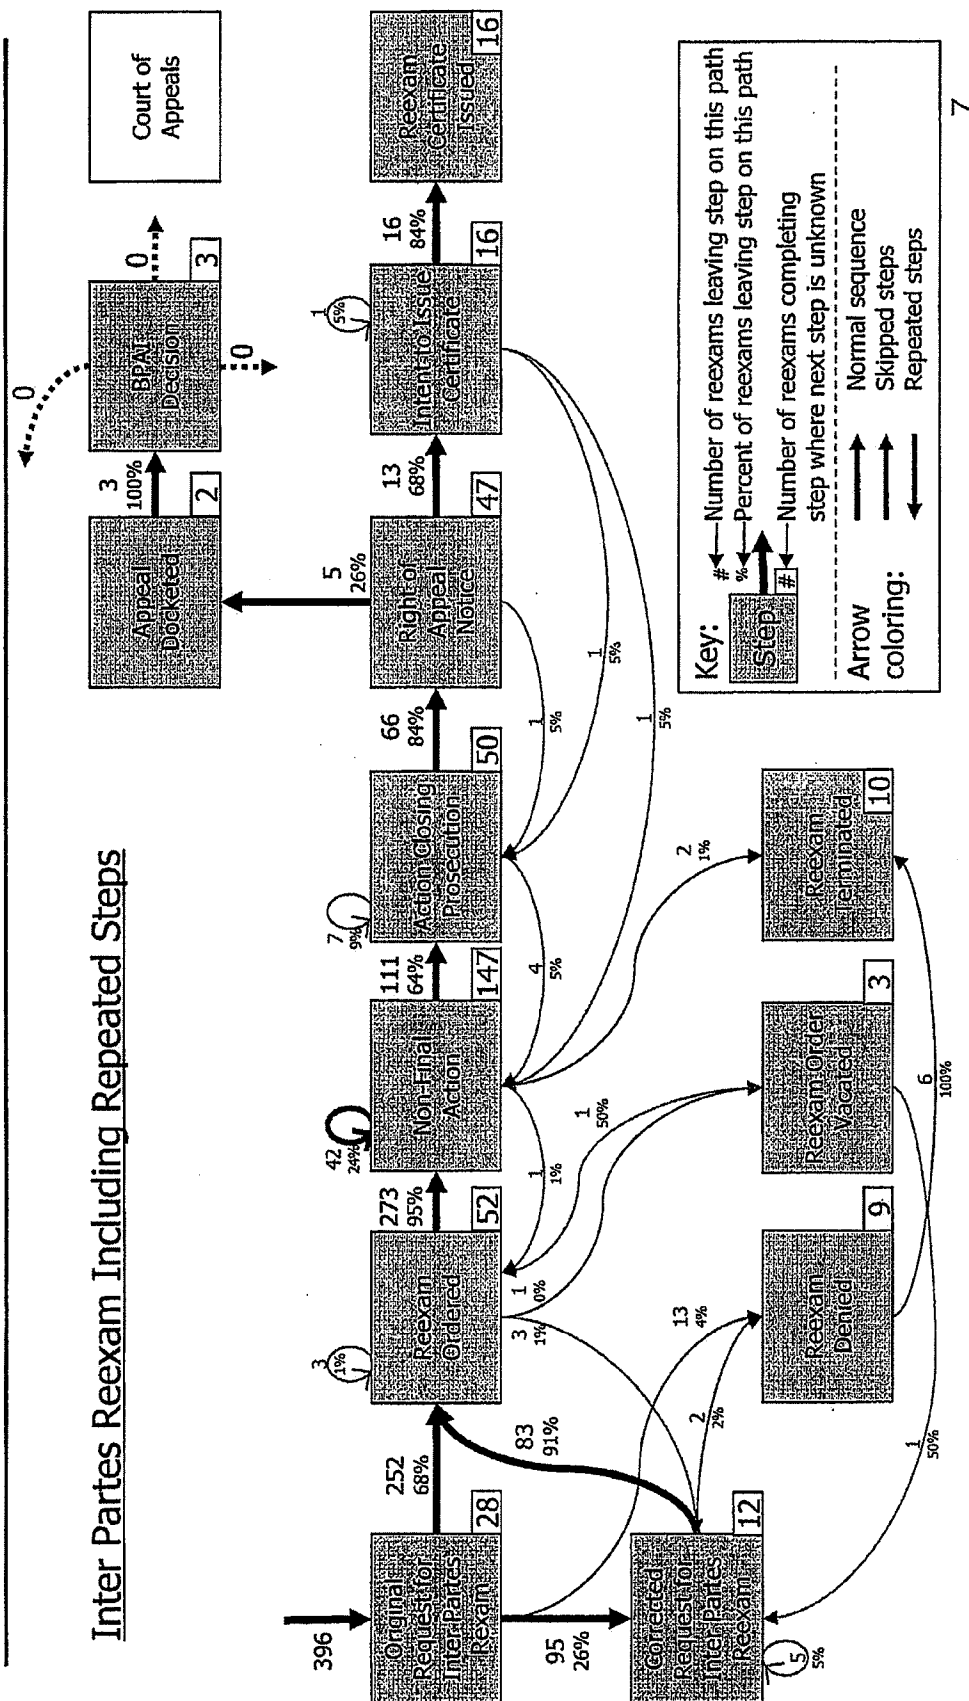 Inter Partes Reexam Including Repeated Steps
396
Original
Request for
Inter Partes
Rexam
28
252
68%
95
26%
Corrected
Request for
Inter Partes
Reexam
12
5
5%
83
91%
3
1%
Reexam
Ordered
52
273
95%
1
0%
3
1%
13
4%
2
2%
Reexam
Denied
9
42
24%
Non-Final
Action
147
111
64%
1
1%
1
50%
Reexam Order
Vacated
3
1
50%
6
100%
7
9%
Action Closing
Prosecution
50
66
84%
4
5%
2
1%
Reexam
Terminated
10
Right of
Appeal
Notice
47
5
26%
13
68%
1
5%
1
5%
1
5%
Appeal
Docketed
2
3
100%
BPAI
Decision
3
0
0
0
Court of
Appeals
1
5%
Intent to Issue
Certificate
16
16
84%
Reexam
Certificate
Issued
16
Key:
Step
#
%
#
Number of reexams leaving step on this path
Percent of reexams leaving step on this path
Number of reexams completing
step where next step is unknown
Arrow
coloring:
Normal sequence
Skipped steps
Repeated steps
7